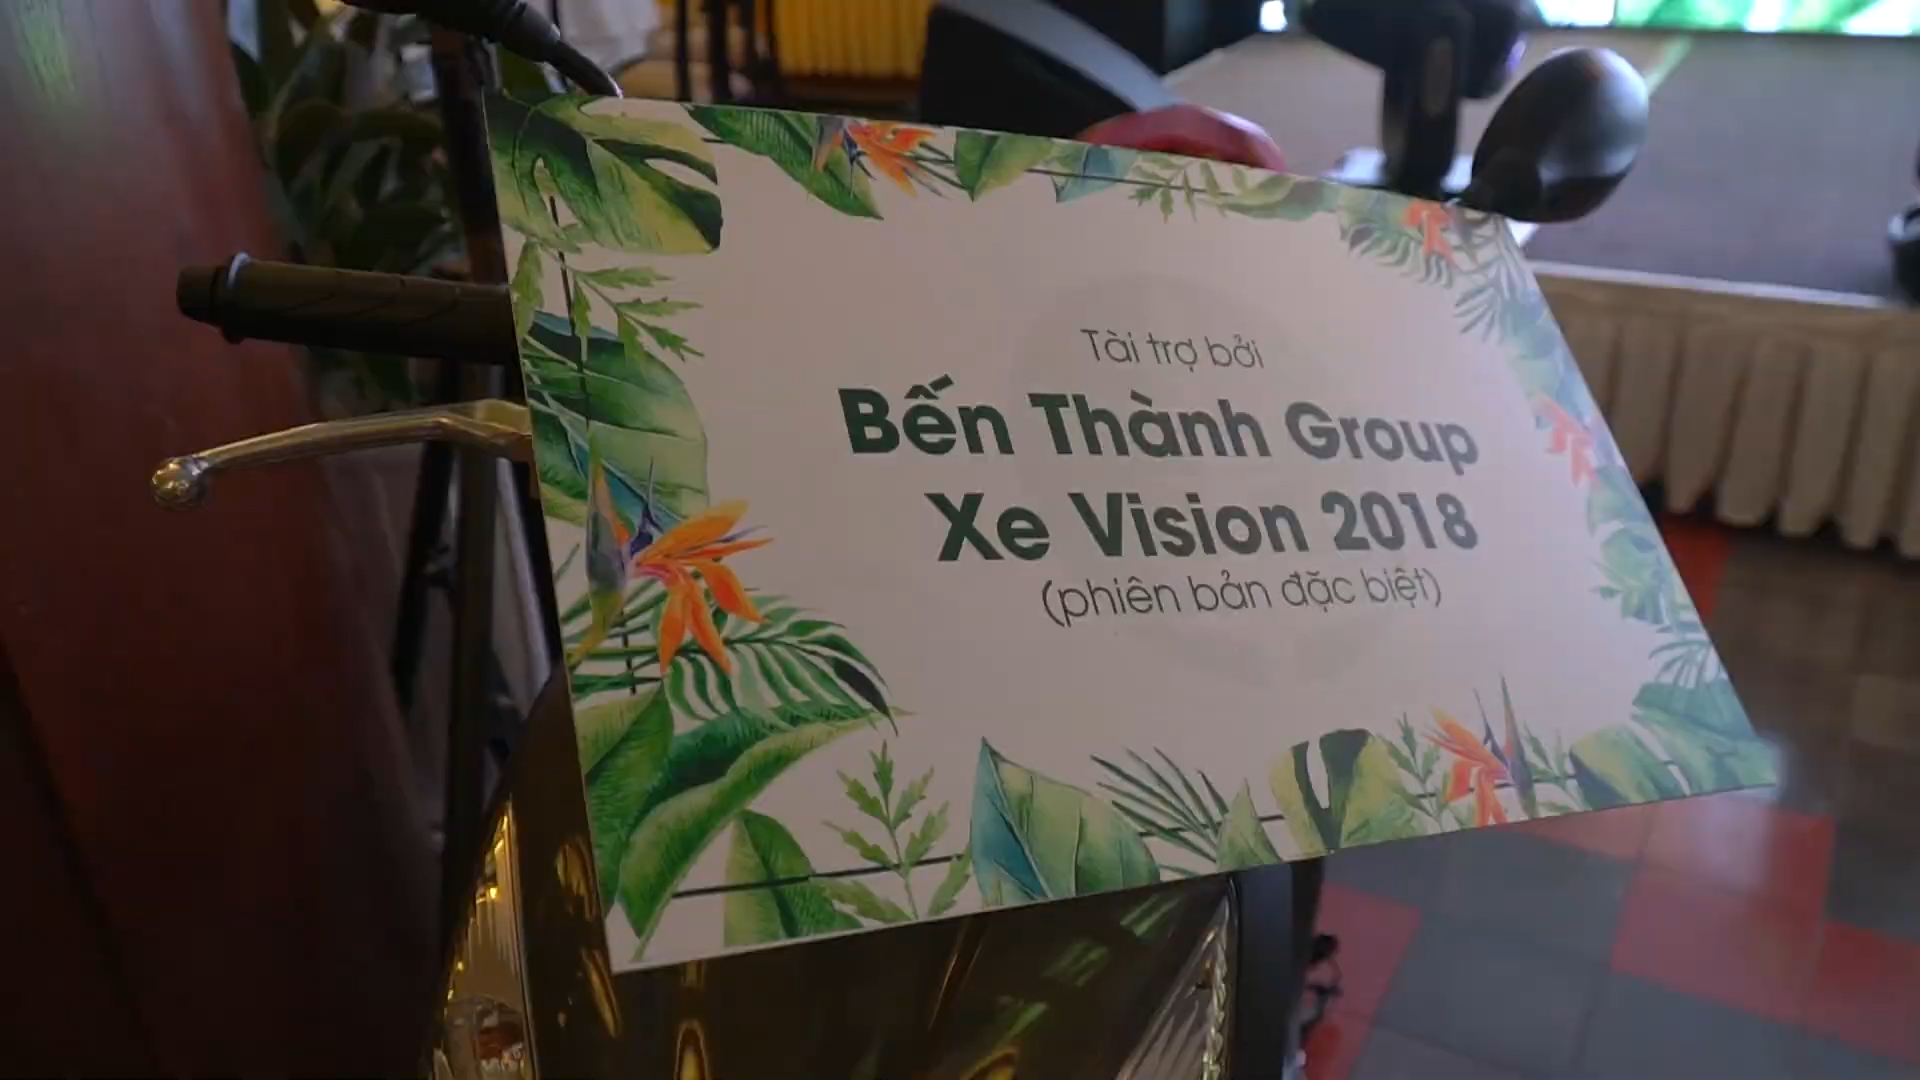 Tài trợ bởi
Bến Thành Group
Xe Vision 2018
(phiên bản đặc biệt)